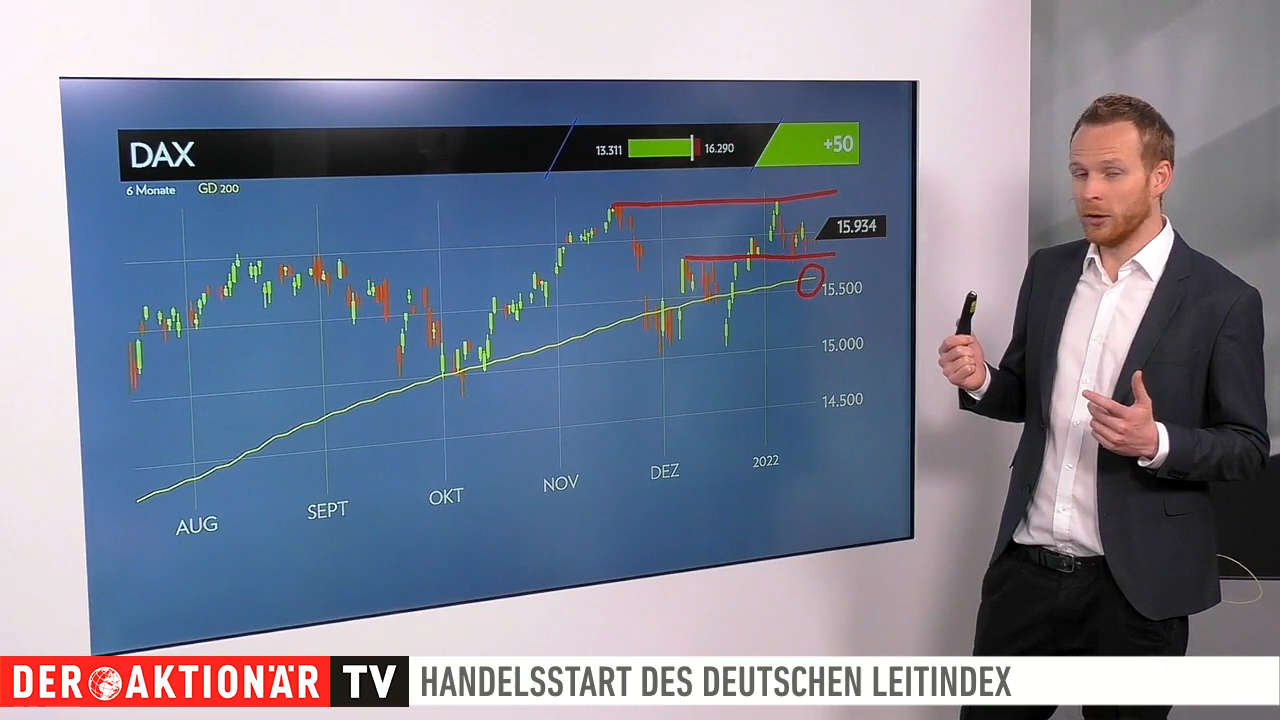 DAX
13.311
16.290
+50
6 Monate
GD 200
15.934
15.500
15.000
14.500
AUG
SEPT
OKT
NOV
DEZ
2022
DER AKTIONÄR TV
HANDELSSTART DES DEUTSCHEN LEITINDEX